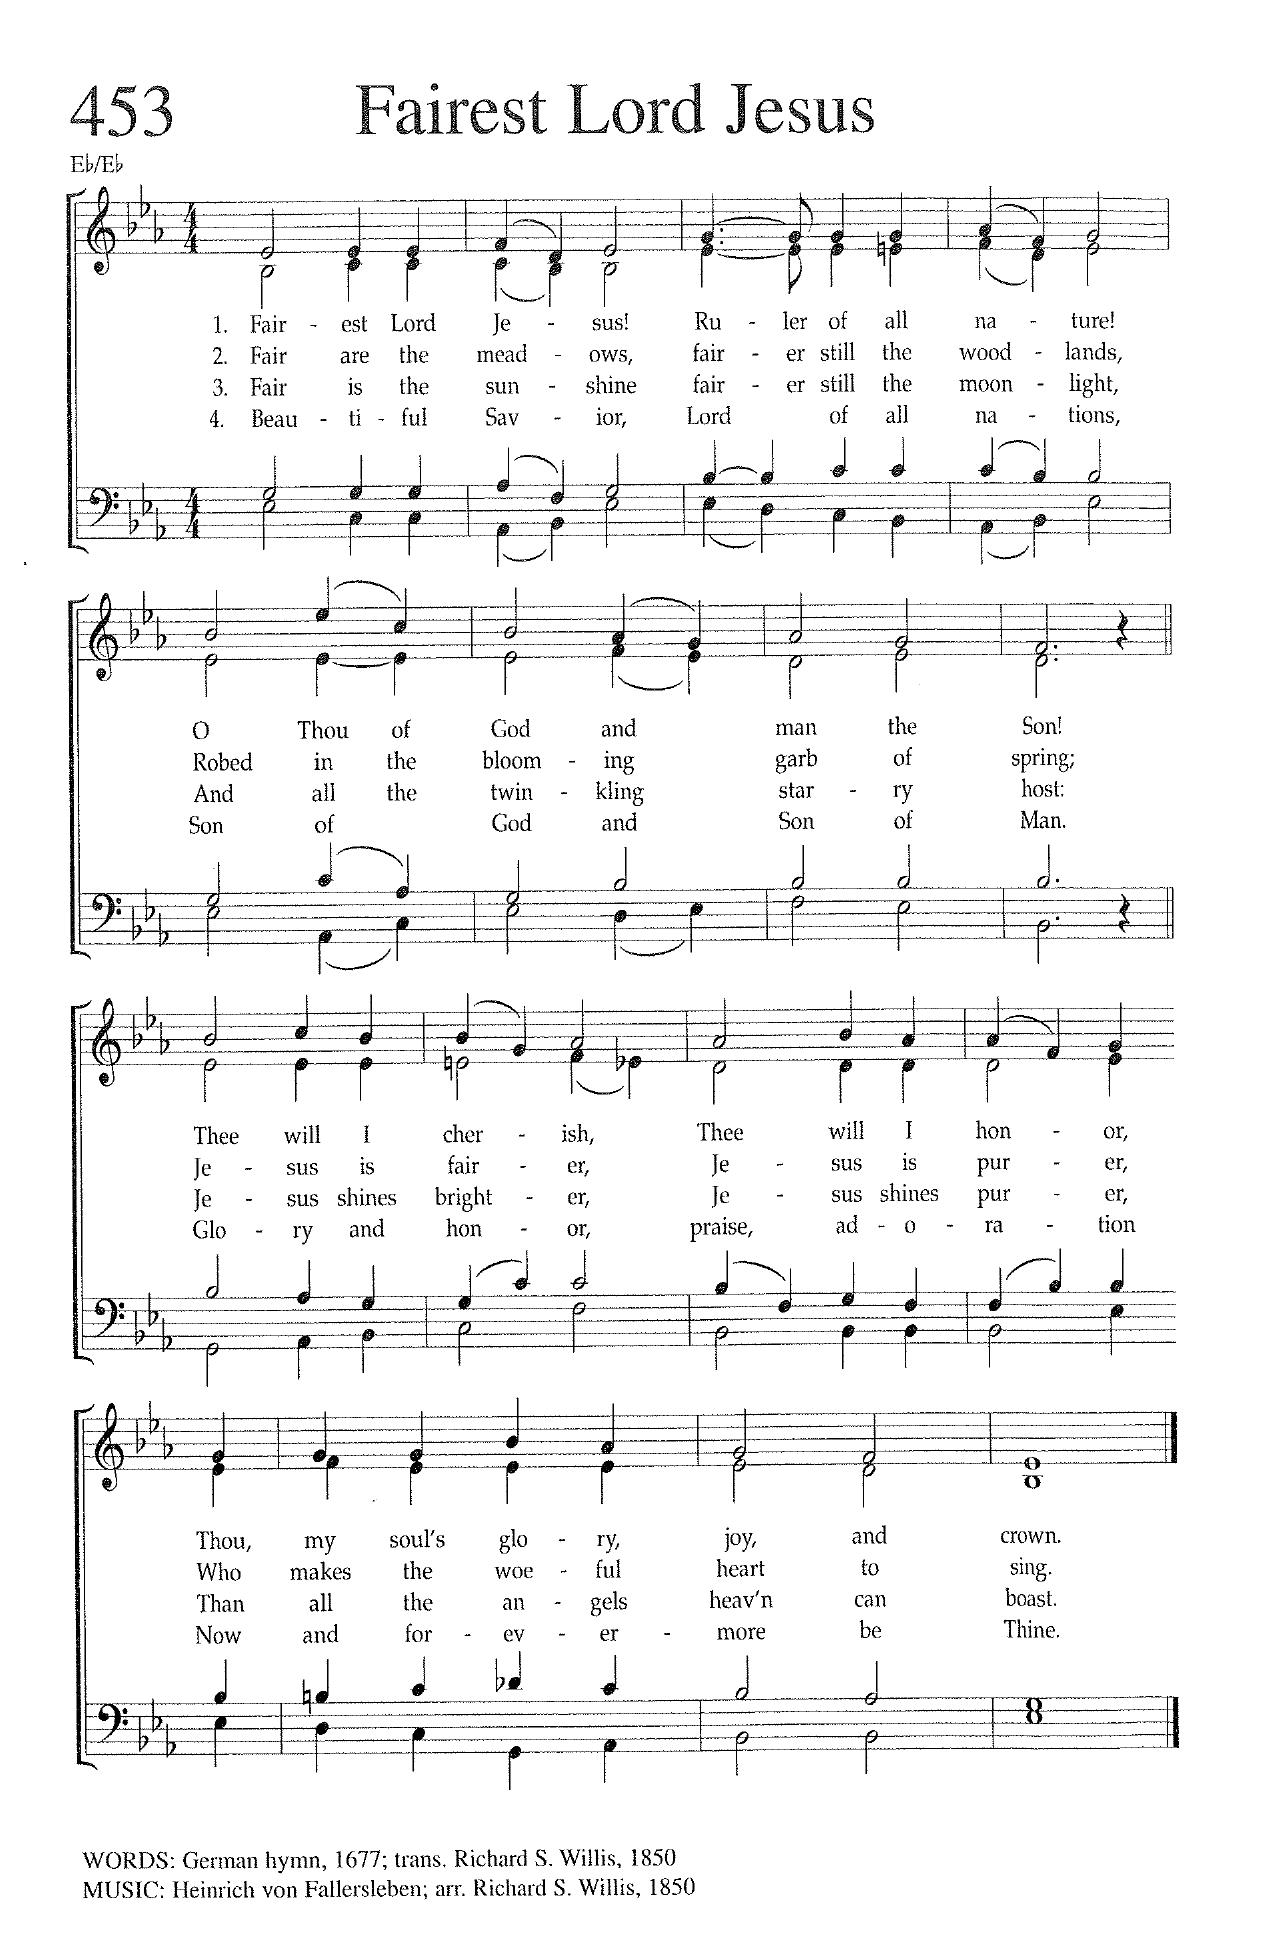 453 Fairest Lord Jesus
E♭/E♭
1. Fair - est Lord Je - sus! Ru - ler of all na - ture!
2. Fair are the mead - ows, fair - er still the wood - lands,
3. Fair is the sun - shine fair - er still the moon - light,
4. Beau - ti - ful Sav - ior, Lord of all na - tions,
O Thou of God and man the Son!
Robed in the bloom - ing garb of spring;
And all the twin - kling star - ry host:
Son of God and Son of Man.
Thee will I cher - ish, Thee will I hon - or,
Je - sus is fair - er, Je - sus is pur - er,
Je - sus shines bright - er, Je - sus shines pur - er,
Glo - ry and hon - or, praise, ad - o - ra - tion
Thou, my soul's glo - ry, joy, and crown.
Who makes the woe - ful heart to sing.
Than all the an - gels heav'n can boast.
Now and for - ev - er - more be Thine.
WORDS: German hymn, 1677; trans. Richard S. Willis, 1850
MUSIC: Heinrich von Fallersleben; arr. Richard S. Willis, 1850